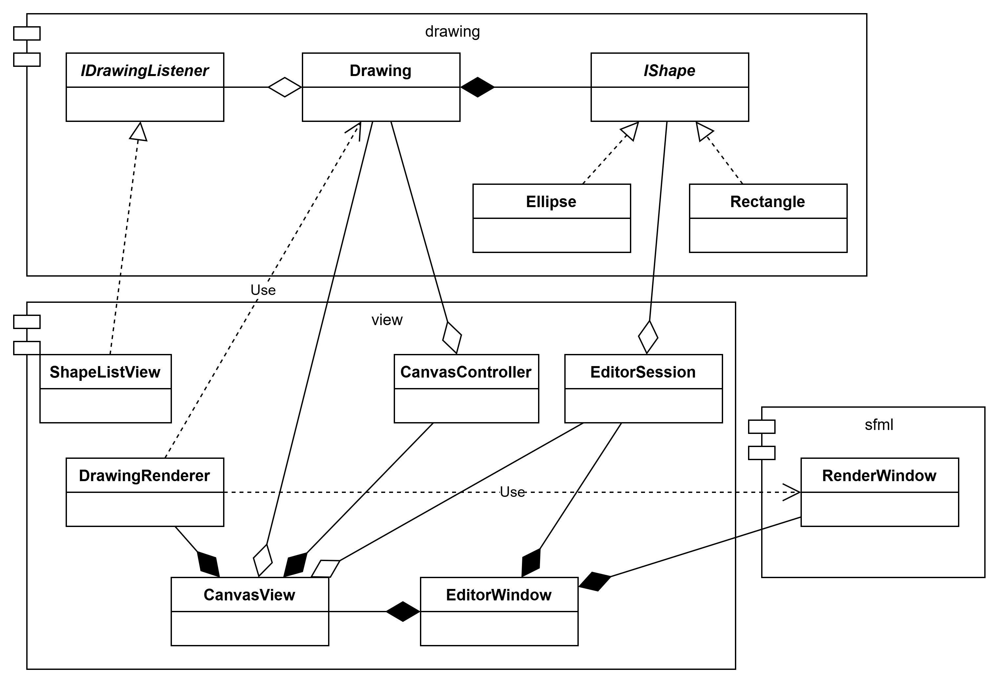 drawing
IDrawingListener
Drawing
IShape
Ellipse
Rectangle
Use
view
ShapeListView
CanvasController
EditorSession
sfml
DrawingRenderer
Use
RenderWindow
CanvasView
EditorWindow